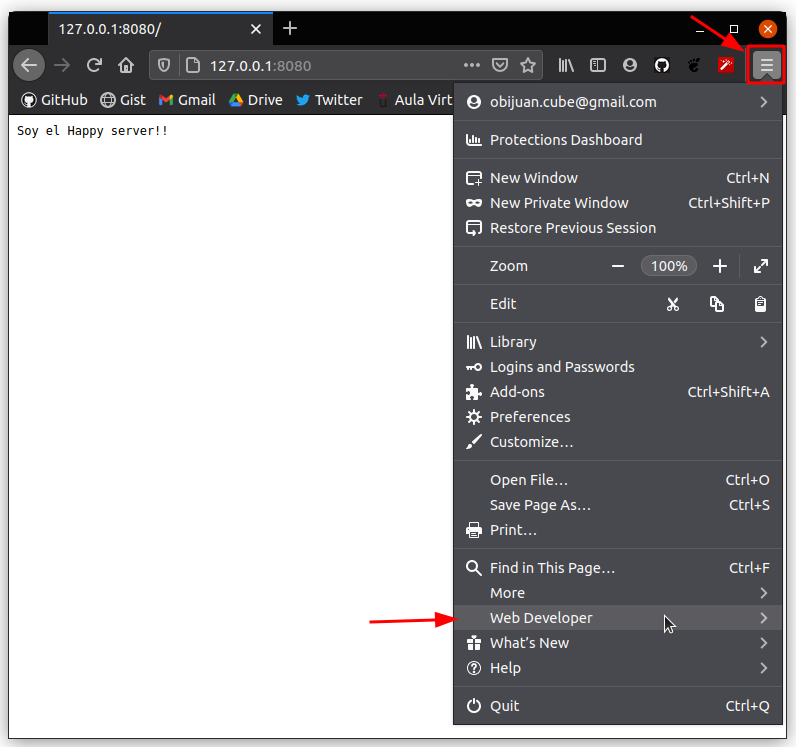 127.0.0.1:8080/
127.0.0.1:8080
GitHub Gist Gmail Drive Twitter Aula Virt
Soy el Happy server!!
obijuan.cube@gmail.com
Protections Dashboard
New Window Ctrl+N
New Private Window Ctrl+Shift+P
Restore Previous Session
Zoom 100%
Edit
Library
Logins and Passwords
Add-ons Ctrl+Shift+A
Preferences
Customize…
Open File… Ctrl+O
Save Page As… Ctrl+S
Print…
Find in This Page… Ctrl+F
More
Web Developer
What’s New
Help
Quit Ctrl+Q